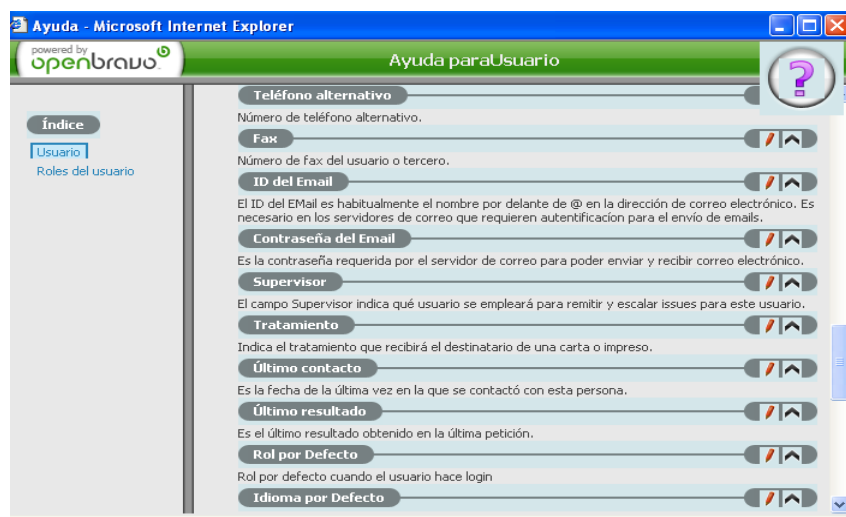 Ayuda - Microsoft Internet Explorer
powered by
openbravo
Ayuda paraUsuario
Índice
Usuario
Roles del usuario
Teléfono alternativo
Número de teléfono alternativo.
Fax
Número de fax del usuario o tercero.
ID del Email
El ID del EMail es habitualmente el nombre por delante de @ en la dirección de correo electrónico. Es
necesario en los servidores de correo que requieren autentificacíon para el envío de emails.
Contraseña del Email
Es la contraseña requerida por el servidor de correo para poder enviar y recibir correo electrónico.
Supervisor
El campo Supervisor indica qué usuario se empleará para remitir y escalar issues para este usuario.
Tratamiento
Indica el tratamiento que recibirá el destinatario de una carta o impreso.
Último contacto
Es la fecha de la última vez en la que se contactó con esta persona.
Último resultado
Es el último resultado obtenido en la última petición.
Rol por Defecto
Rol por defecto cuando el usuario hace login
Idioma por Defecto